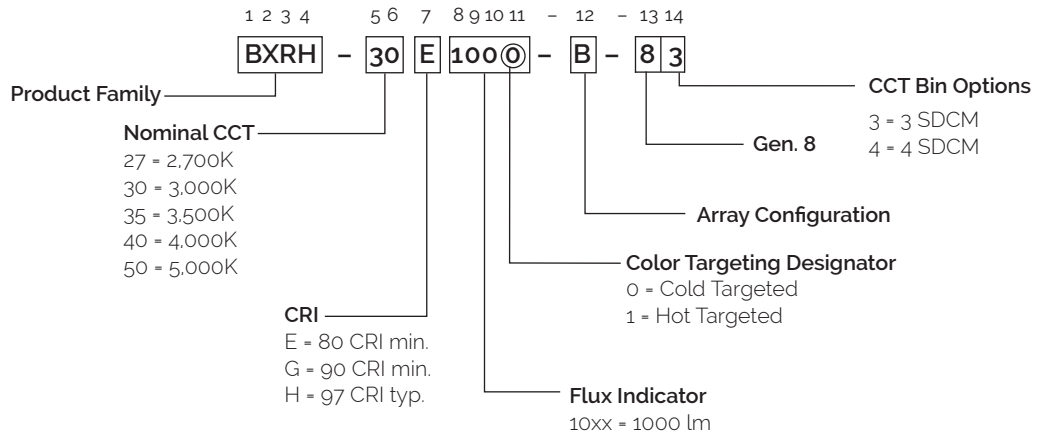 1 2 3 4 5 6 7 8 9 10 11 – 12 – 13 14
BXRH – 30 E 1000 – B – 8 3
Product Family
CCT Bin Options
3 = 3 SDCM
4 = 4 SDCM
Nominal CCT
27 = 2,700K
30 = 3,000K
35 = 3,500K
40 = 4,000K
50 = 5,000K
Gen. 8
Array Configuration
Color Targeting Designator
0 = Cold Targeted
1 = Hot Targeted
CRI
E = 80 CRI min.
G = 90 CRI min.
H = 97 CRI typ.
Flux Indicator
10xx = 1000 lm